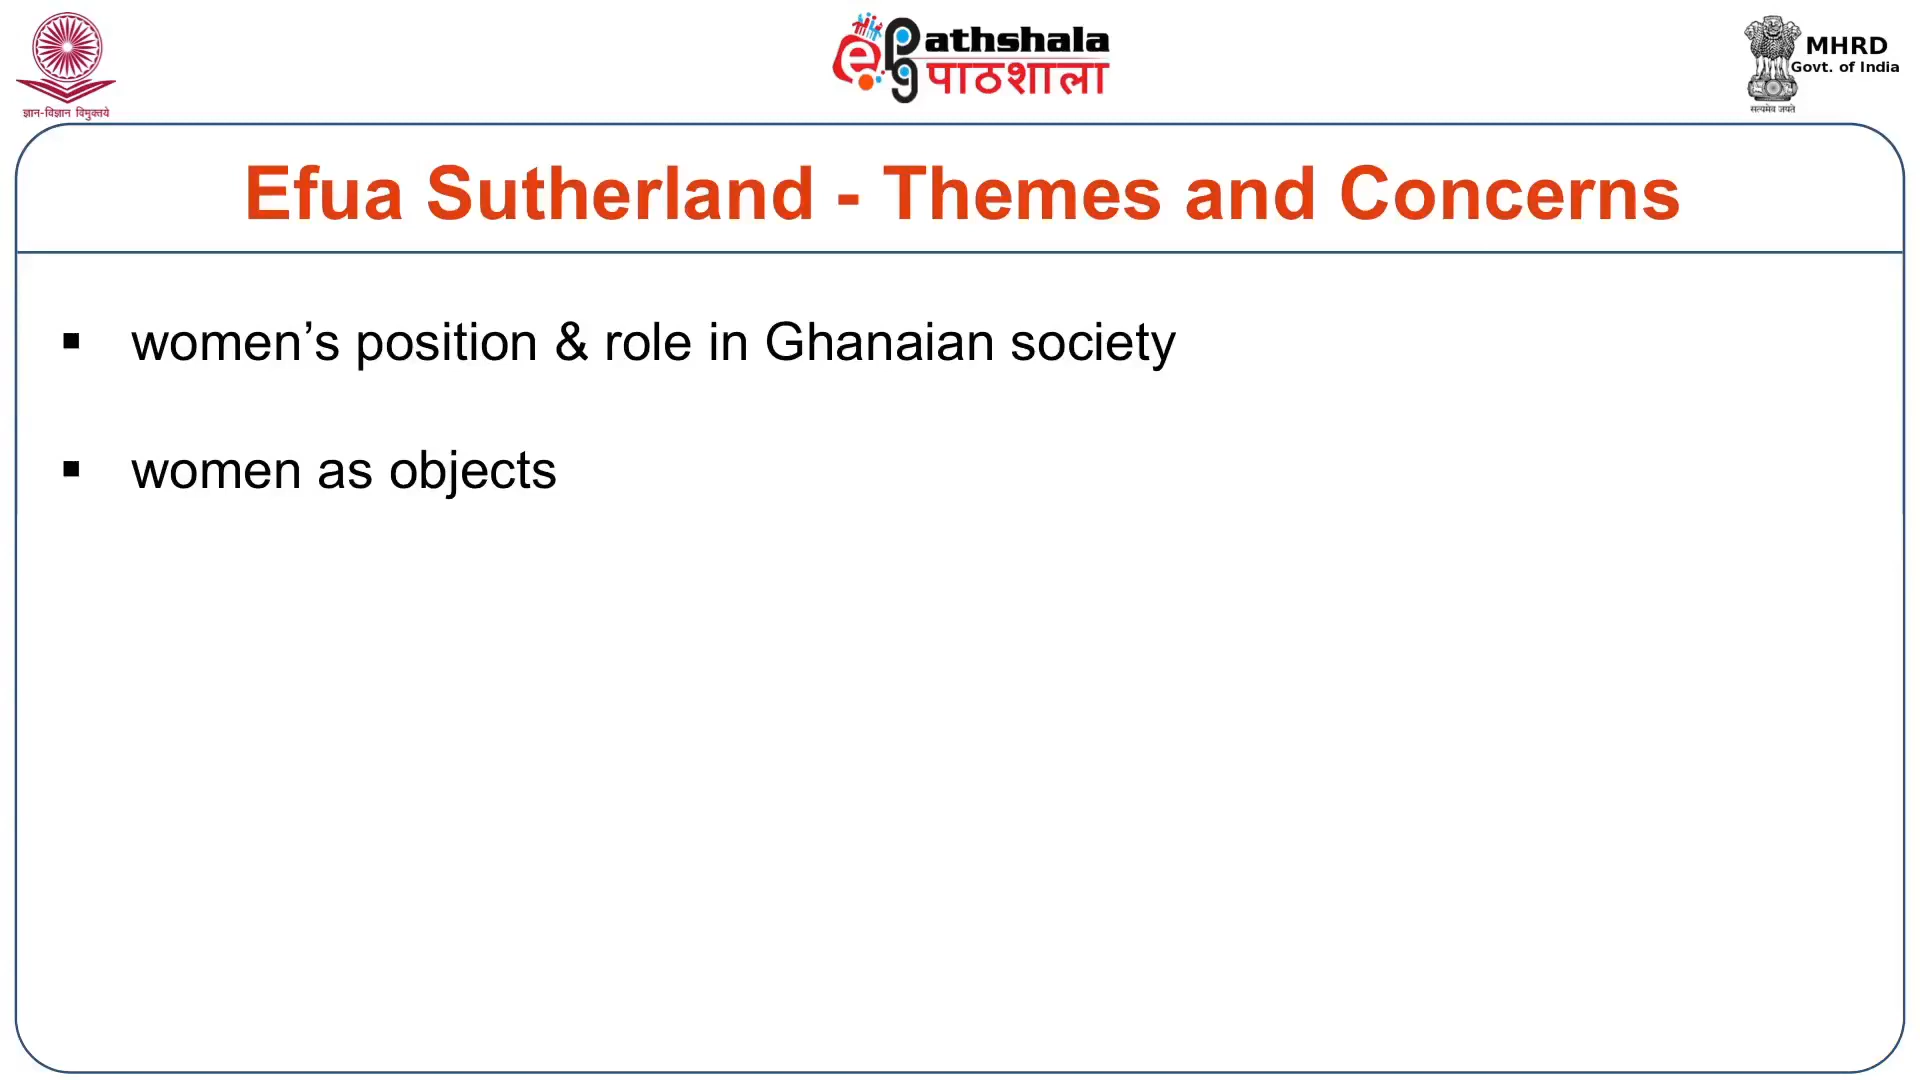 ज्ञान-विज्ञान विमुक्तये
ePathshala
पाठशाला
MHRD
Govt. of India
सत्यमेव जयते
Efua Sutherland - Themes and Concerns
▪ women’s position & role in Ghanaian society
▪ women as objects